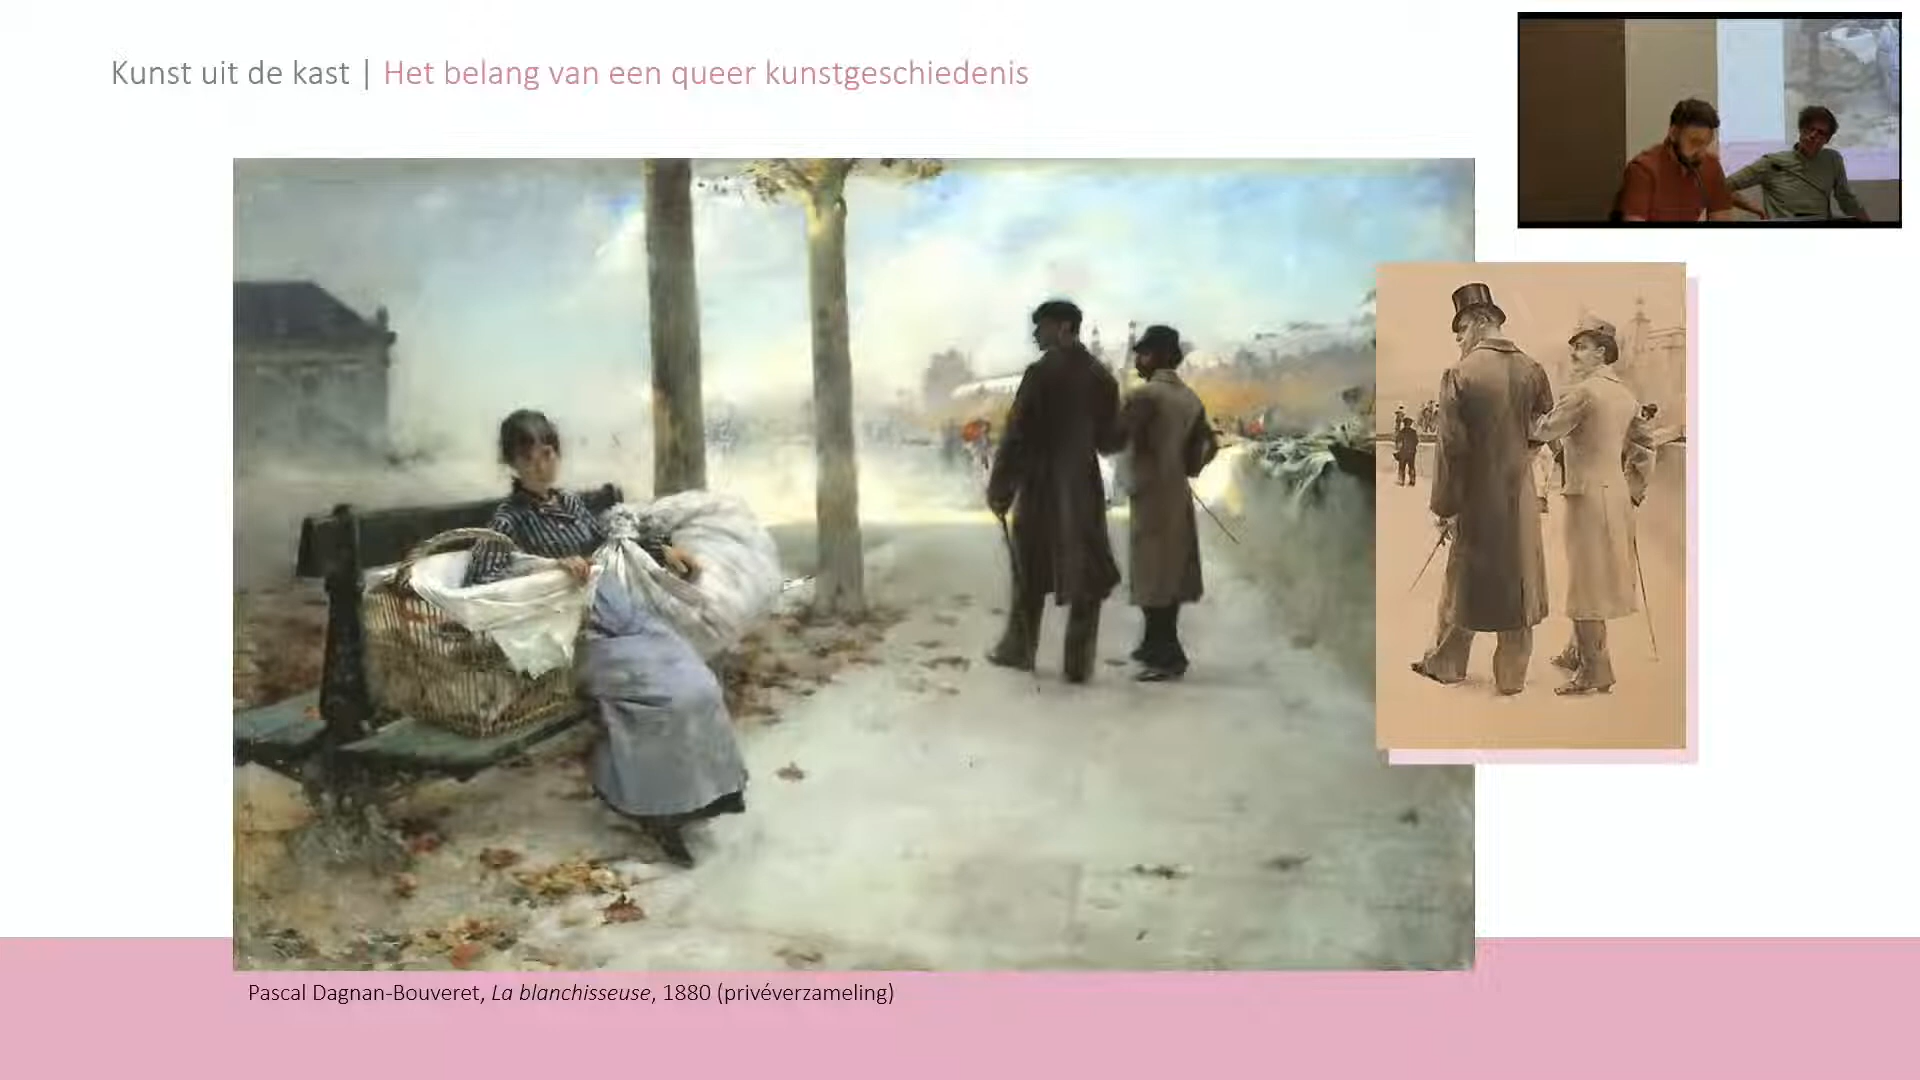 Kunst uit de kast | Het belang van een queer kunstgeschiedenis
Pascal Dagnan-Bouveret, La blanchisseuse, 1880 (privéverzameling)